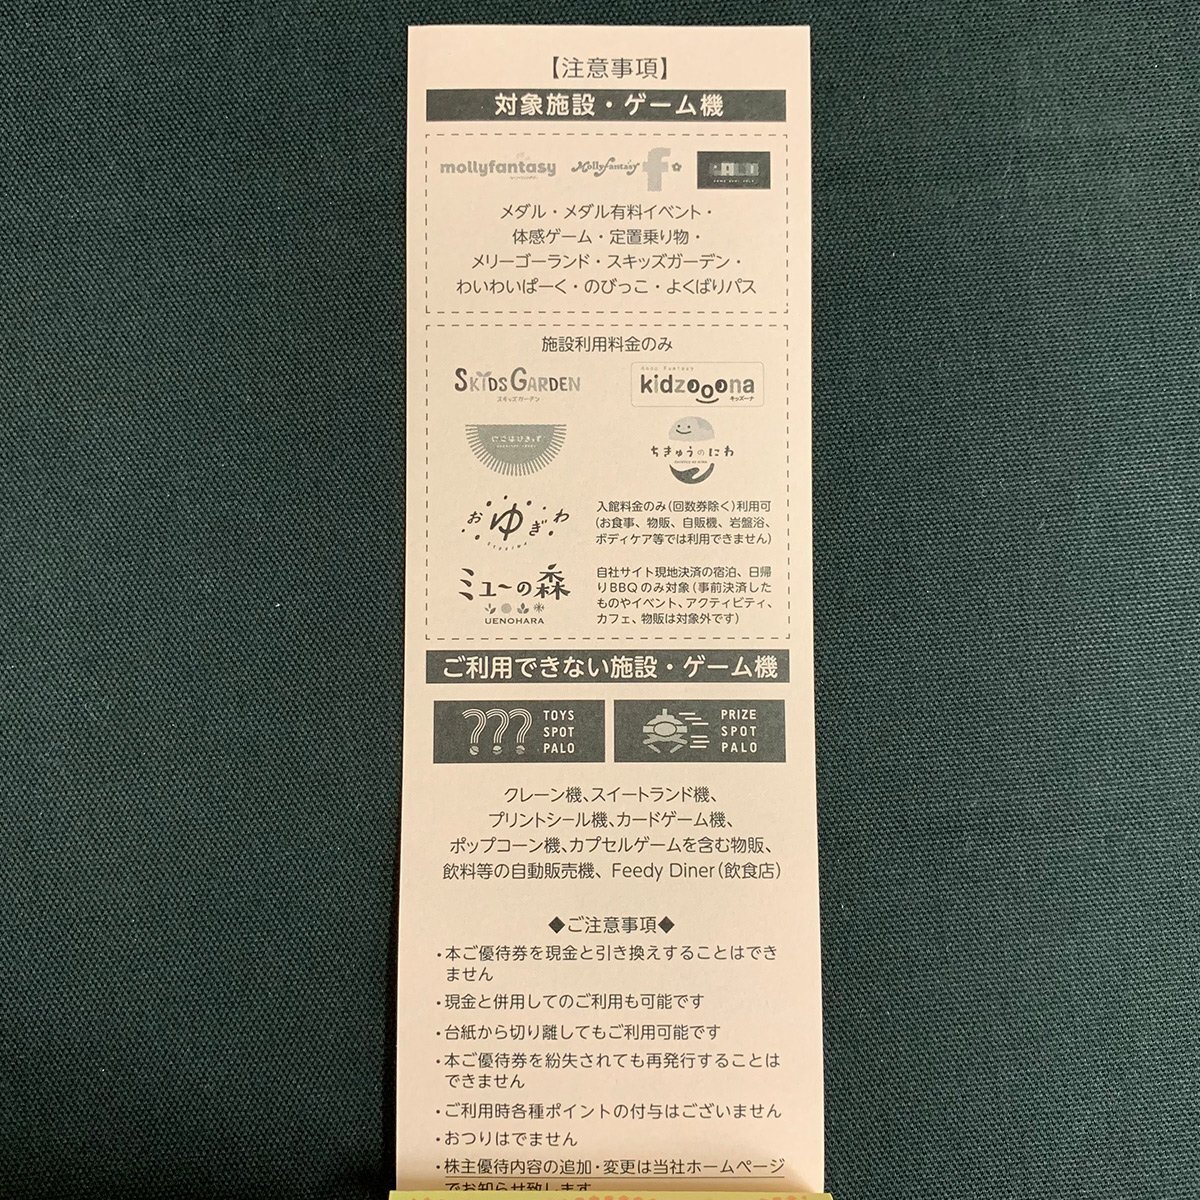 【注意事項】
対象施設・ゲーム機
mollyfantasy
Mollyfantasy f
メダル・メダル有料イベント・
体感ゲーム・定置乗り物・
メリーゴーランド・スキッズガーデン・
わいわいぱーく・のびっこ・よくばりパス
施設利用料金のみ
SKIDS GARDEN
スキッズガーデン
kidzooona
キッズーナ
にこはぴきっず
ちきゅうのにわ
おゆぎわ
入館料金のみ(回数券除く)利用可
(お食事、物販、自販機、岩盤浴、
ボディケア等では利用できません)
ミューの森
UENOHARA
自社サイト現地決済の宿泊、日帰
りBBQのみ対象(事前決済した
ものやイベント、アクティビティ、
カフェ、物販は対象外です)
ご利用できない施設・ゲーム機
??? TOYS
SPOT
PALO
PRIZE
SPOT
PALO
クレーン機、スイートランド機、
プリントシール機、カードゲーム機、
ポップコーン機、カプセルゲームを含む物販、
飲料等の自動販売機、Feedy Diner(飲食店)
◆ご注意事項◆
・本ご優待券を現金と引き換えすることはでき
ません
・現金と併用してのご利用も可能です
・台紙から切り離してもご利用可能です
・本ご優待券を紛失されても再発行することは
できません
・ご利用時各種ポイントの付与はございません
・おつりはでません
・株主優待内容の追加・変更は当社ホームページ
でお知らせ致します